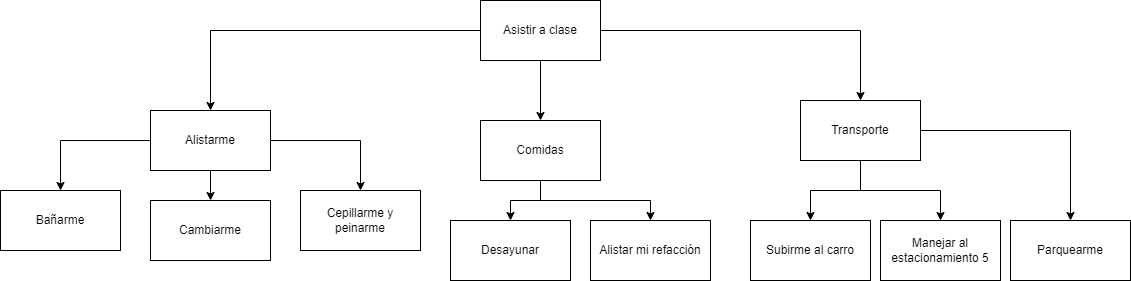 Asistir a clase
Alistarme
Comidas
Transporte
Bañarme
Cambiarme
Cepillarme y
peinarme
Desayunar
Alistar mi refacción
Subirme al carro
Manejar al
estacionamiento 5
Parquearme